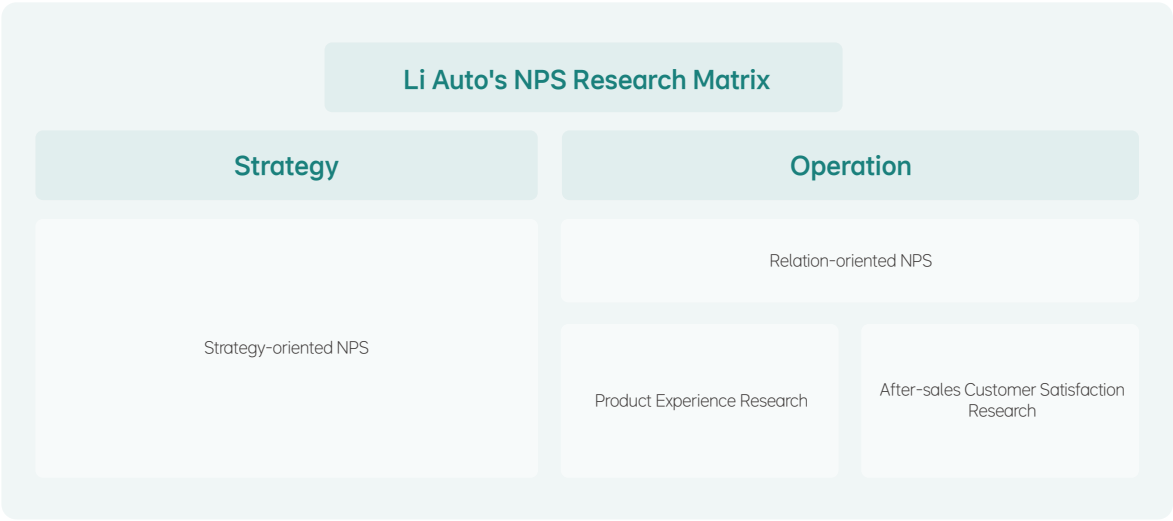 Li Auto's NPS Research Matrix
Strategy
Operation
Strategy-oriented NPS
Relation-oriented NPS
Product Experience Research
After-sales Customer Satisfaction
Research